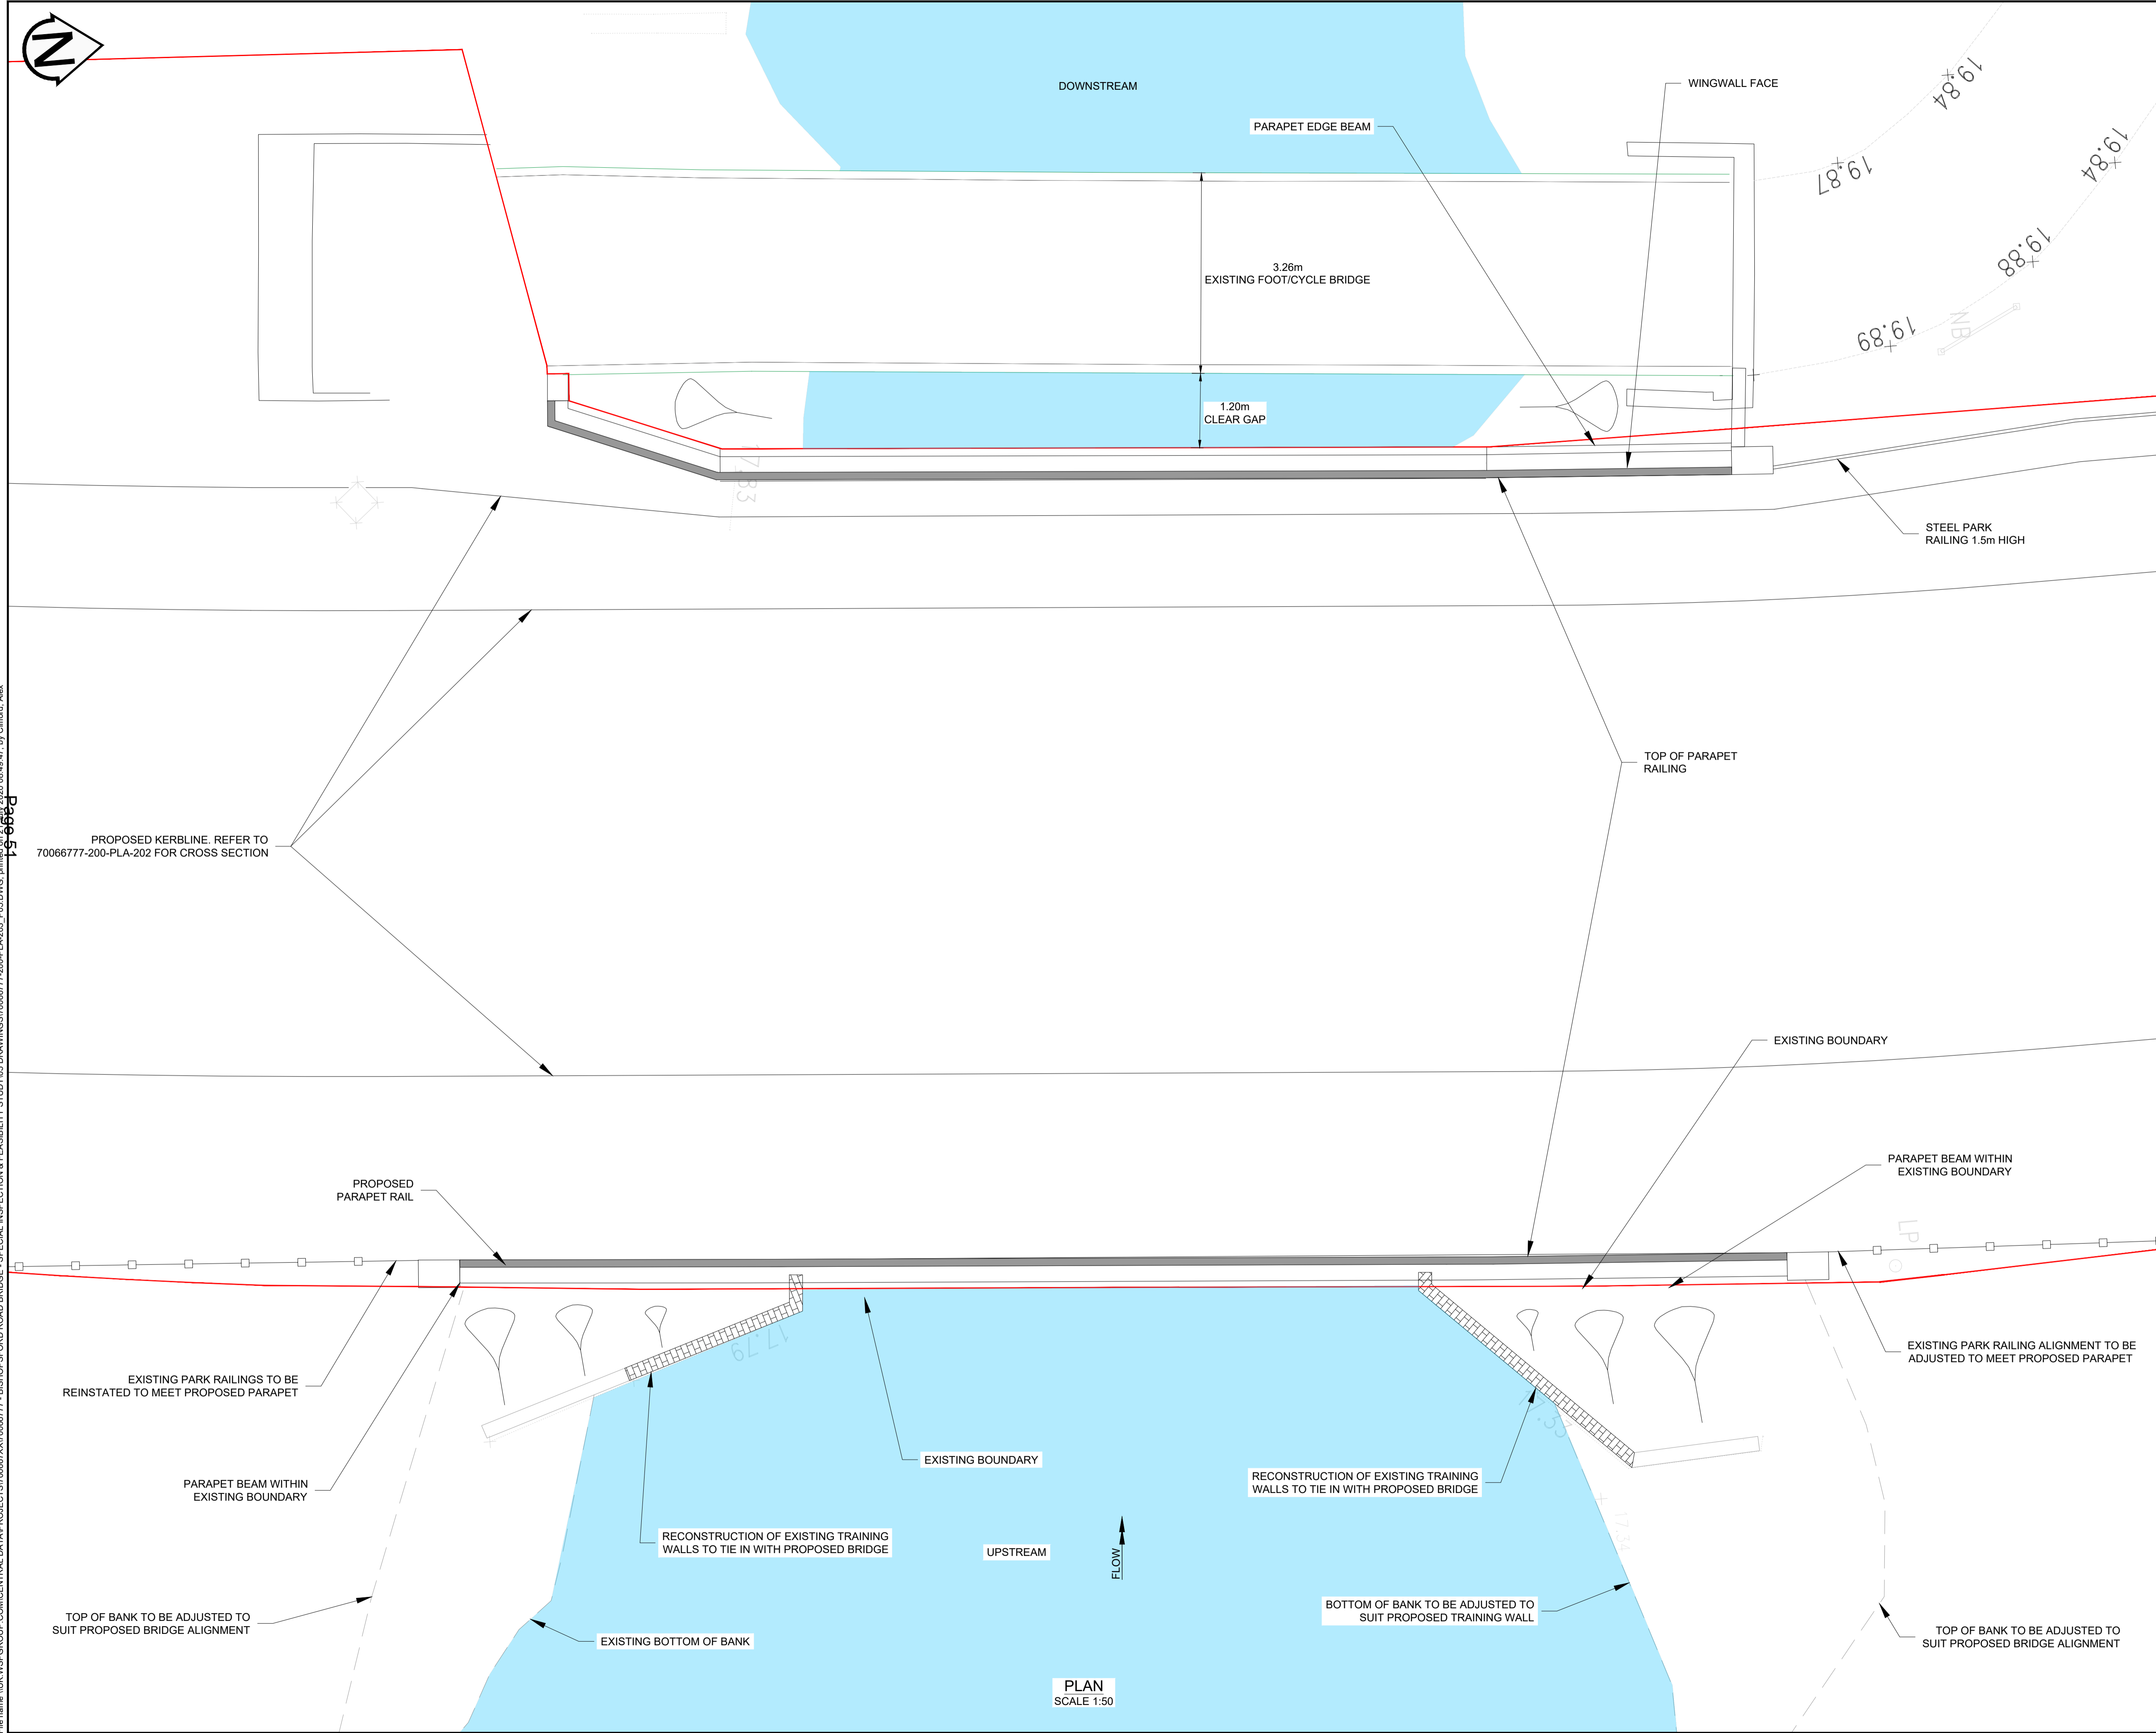 N
DOWNSTREAM
WINGWALL FACE
PARAPET EDGE BEAM
19.84
19.87
19.84
19.88
19.89
NB
3.26m
EXISTING FOOT/CYCLE BRIDGE
1.20m
CLEAR GAP
STEEL PARK
RAILING 1.5m HIGH
TOP OF PARAPET
RAILING
Page 51
PROPOSED KERBLINE. REFER TO
70066777-200-PLA-202 FOR CROSS SECTION
EXISTING BOUNDARY
PARAPET BEAM WITHIN
EXISTING BOUNDARY
PROPOSED
PARAPET RAIL
LP
EXISTING PARK RAILING ALIGNMENT TO BE
ADJUSTED TO MEET PROPOSED PARAPET
EXISTING PARK RAILINGS TO BE
REINSTATED TO MEET PROPOSED PARAPET
17.79
EXISTING BOUNDARY
RECONSTRUCTION OF EXISTING TRAINING
WALLS TO TIE IN WITH PROPOSED BRIDGE
PARAPET BEAM WITHIN
EXISTING BOUNDARY
RECONSTRUCTION OF EXISTING TRAINING
WALLS TO TIE IN WITH PROPOSED BRIDGE
UPSTREAM
FLOW
BOTTOM OF BANK TO BE ADJUSTED TO
SUIT PROPOSED TRAINING WALL
TOP OF BANK TO BE ADJUSTED TO
SUIT PROPOSED BRIDGE ALIGNMENT
EXISTING BOTTOM OF BANK
TOP OF BANK TO BE ADJUSTED TO
SUIT PROPOSED BRIDGE ALIGNMENT
PLAN
SCALE 1:50